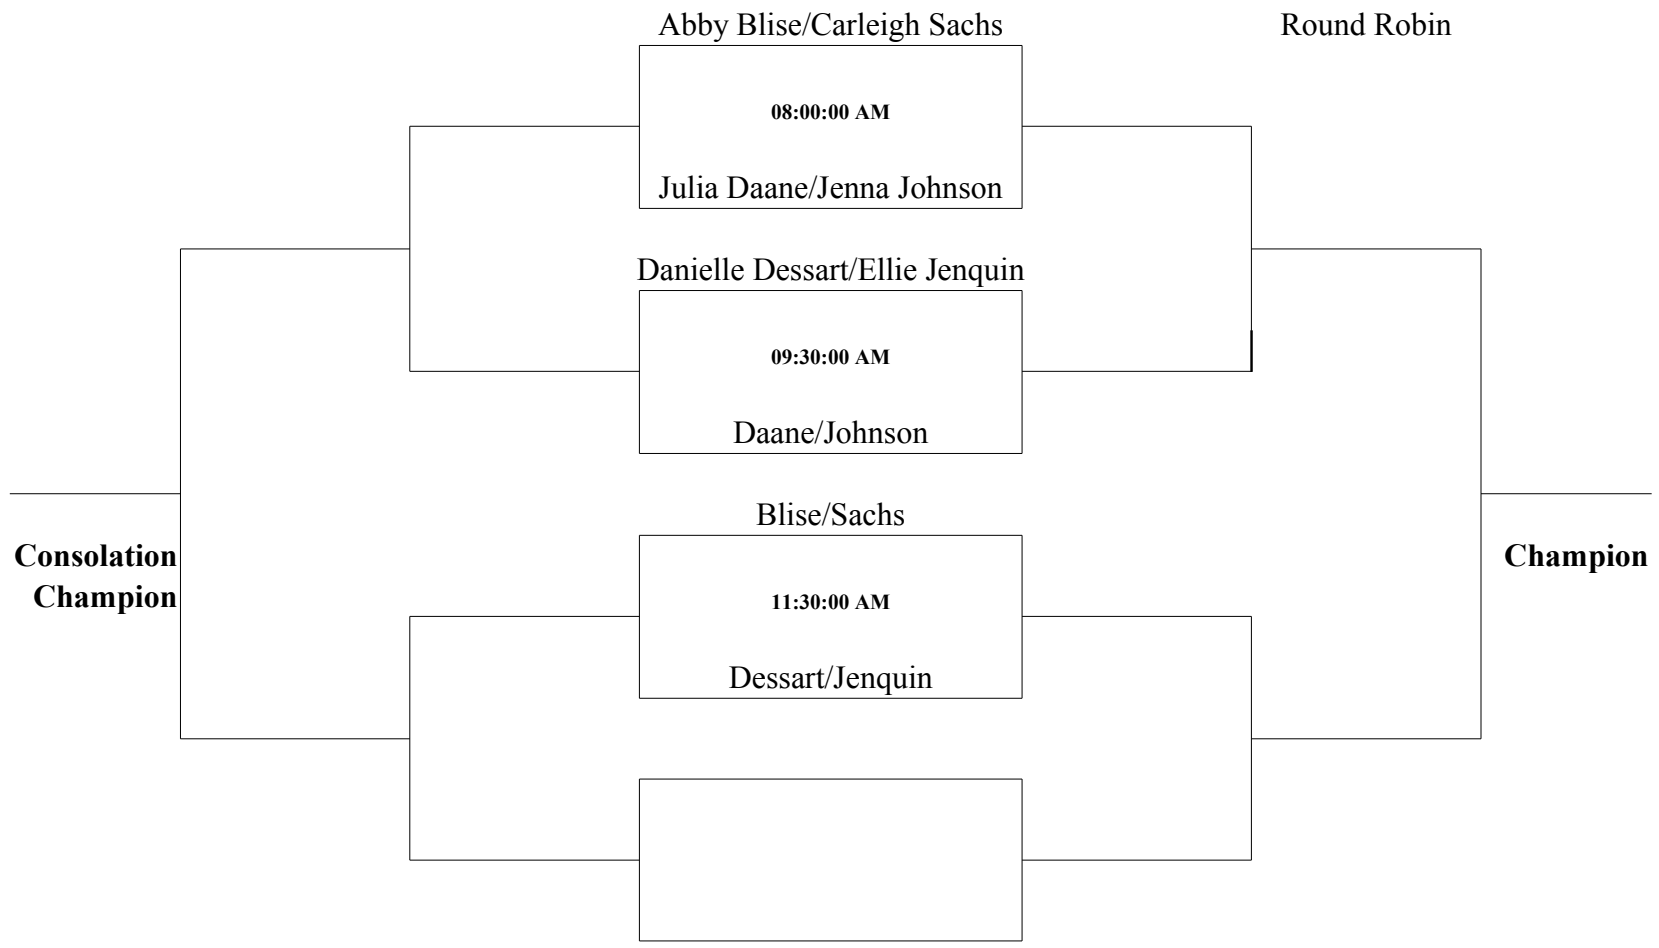 Abby Blise/Carleigh Sachs
Round Robin
08:00:00 AM
Julia Daane/Jenna Johnson
Danielle Dessart/Ellie Jenquin
09:30:00 AM
Daane/Johnson
Blise/Sachs
Consolation
Champion
Champion
11:30:00 AM
Dessart/Jenquin